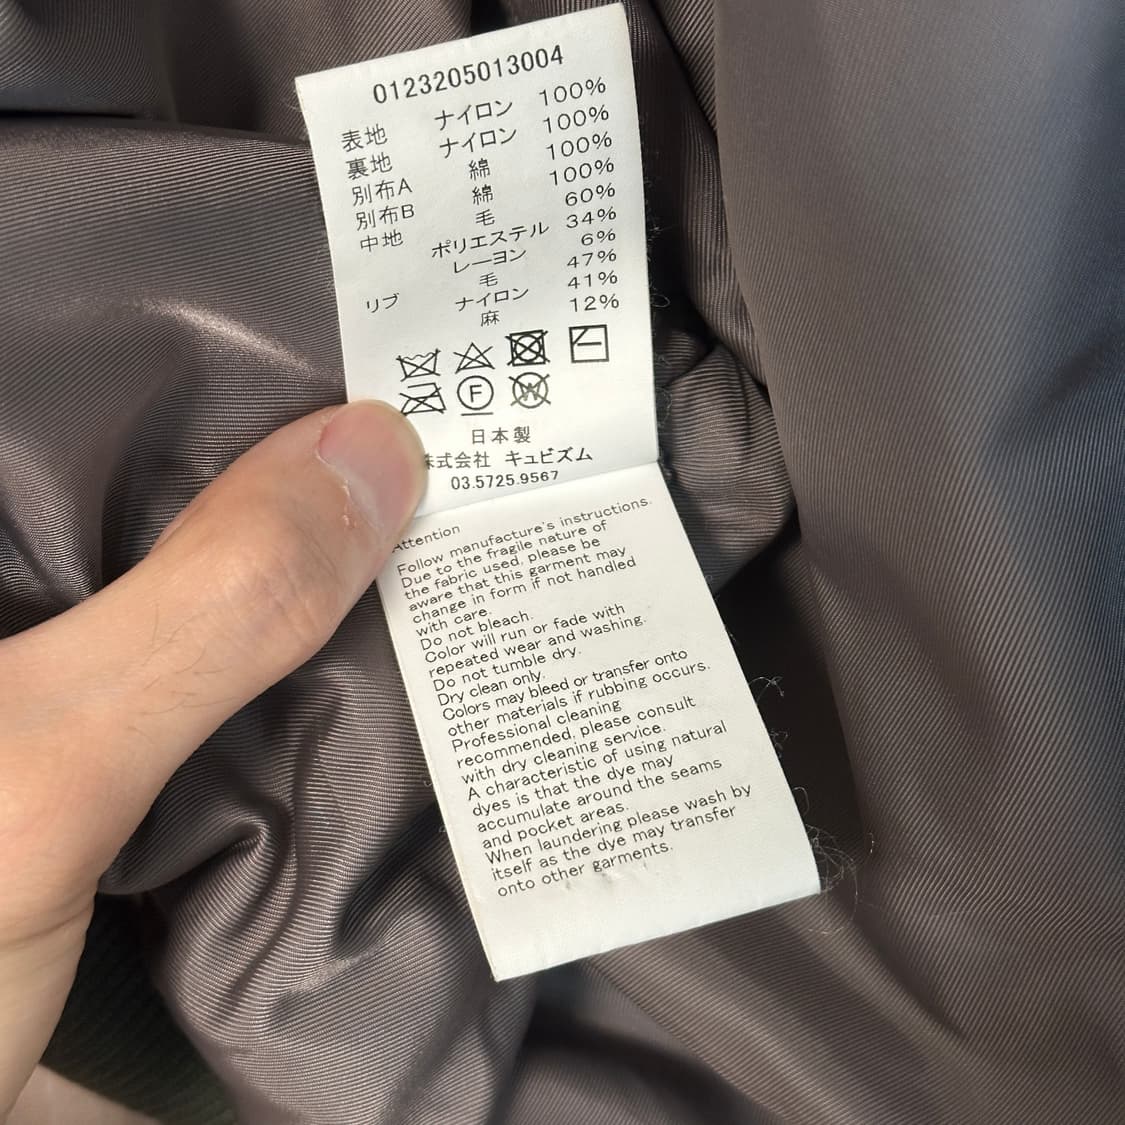 0123205013004
表地 ナイロン 100%
裏地 ナイロン 100%
別布A 綿 100%
別布B 綿 100%
中地 毛 60%
ポリエステル 34%
レーヨン 6%
リブ 毛 47%
ナイロン 41%
麻 12%
F
W
日本製
株式会社 キュビズム
03.5725.9567
Attention
Follow manufacture's instructions.
Due to the fragile nature of
the fabric used, please be
aware that this garment may
change in form if not handled
with care.
Do not bleach.
Color will run or fade with
repeated wear and washing.
Do not tumble dry.
Dry clean only.
Colors may bleed or transfer onto
other materials if rubbing occurs.
Professional cleaning
recommended, please consult
with dry cleaning service.
A characteristic of using natural
dyes is that the dye may
accumulate around the seams
and pocket areas.
When laundering please wash by
itself as the dye may transfer
onto other garments.